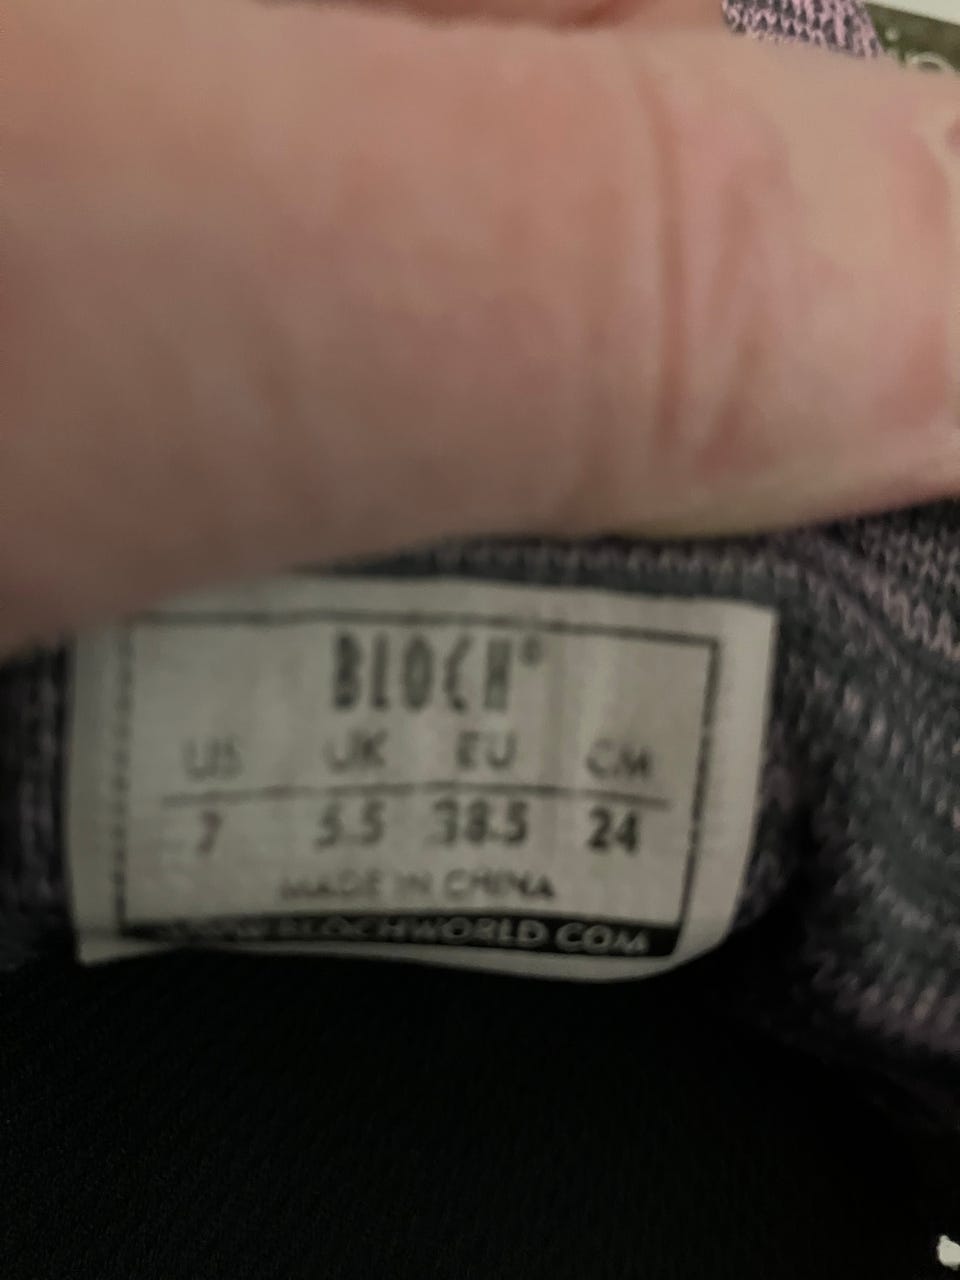 BLOCH®
US UK EU CM
7 5.5 38.5 24
MADE IN CHINA
WWW.BLOCHWORLD.COM